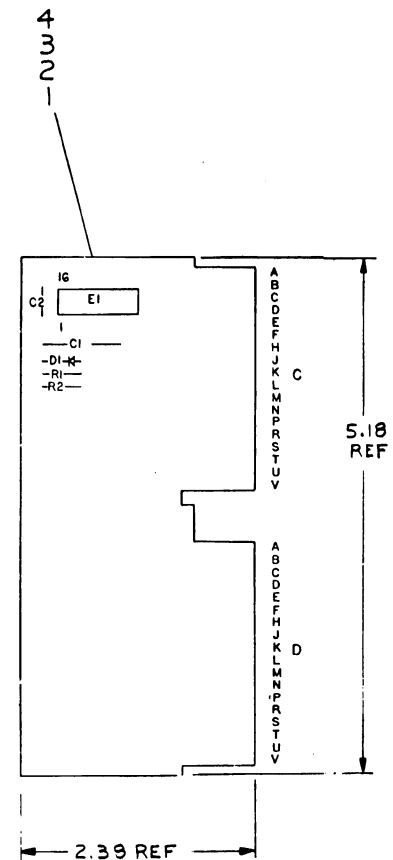 4
3
2
1
16
C2
E1
1
C1
D1
R1
R2
A
B
C
D
E
F
H
J
K
L
M
N
P
R
S
T
U
V
C
5.18
REF
A
B
C
D
E
F
H
J
K
L
M
N
P
R
S
T
U
V
D
2.39 REF